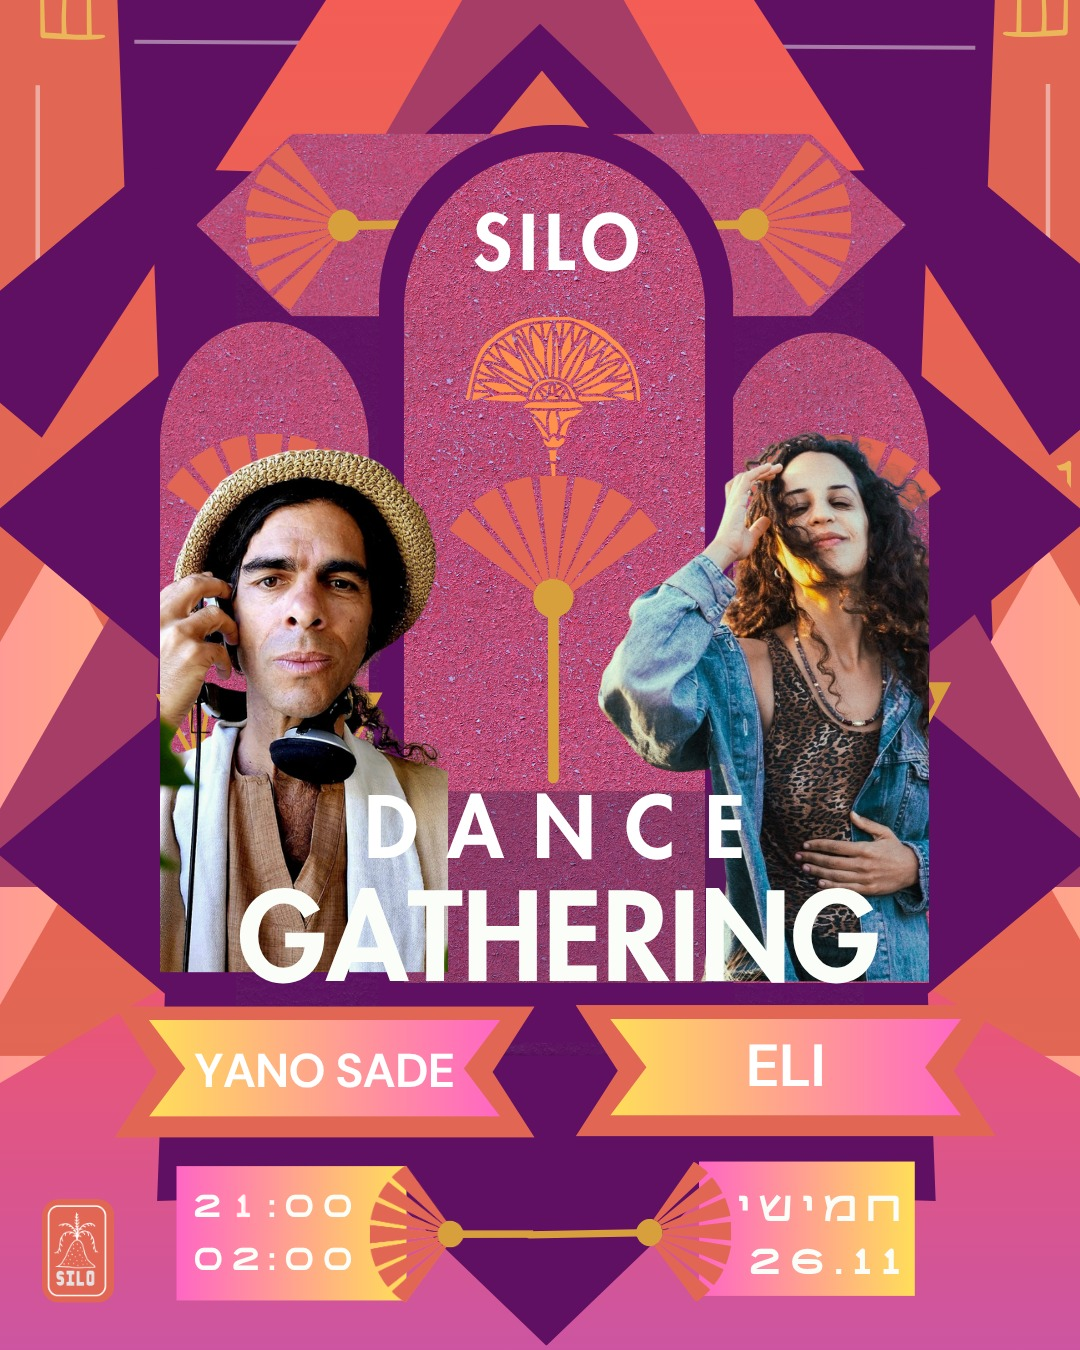 SILO
DANCE
GATHERING
YANO SADE
ELI
21:00
02:00
חמישי
26.11
SILO